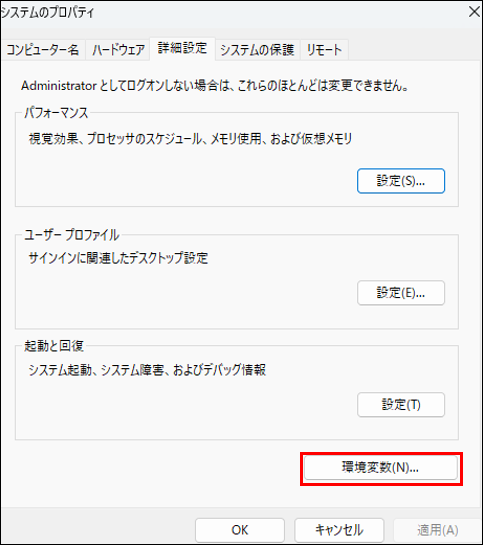 システムのプロパティ
コンピューター名 ハードウェア 詳細設定 システムの保護 リモート
Administrator としてログオンしない場合は、これらのほとんどは変更できません。
パフォーマンス
視覚効果、プロセッサのスケジュール、メモリ使用、および仮想メモリ
設定(S)...
ユーザー プロファイル
サインインに関連したデスクトップ設定
設定(E)...
起動と回復
システム起動、システム障害、およびデバッグ情報
設定(T)
環境変数(N)...
OK キャンセル 適用(A)